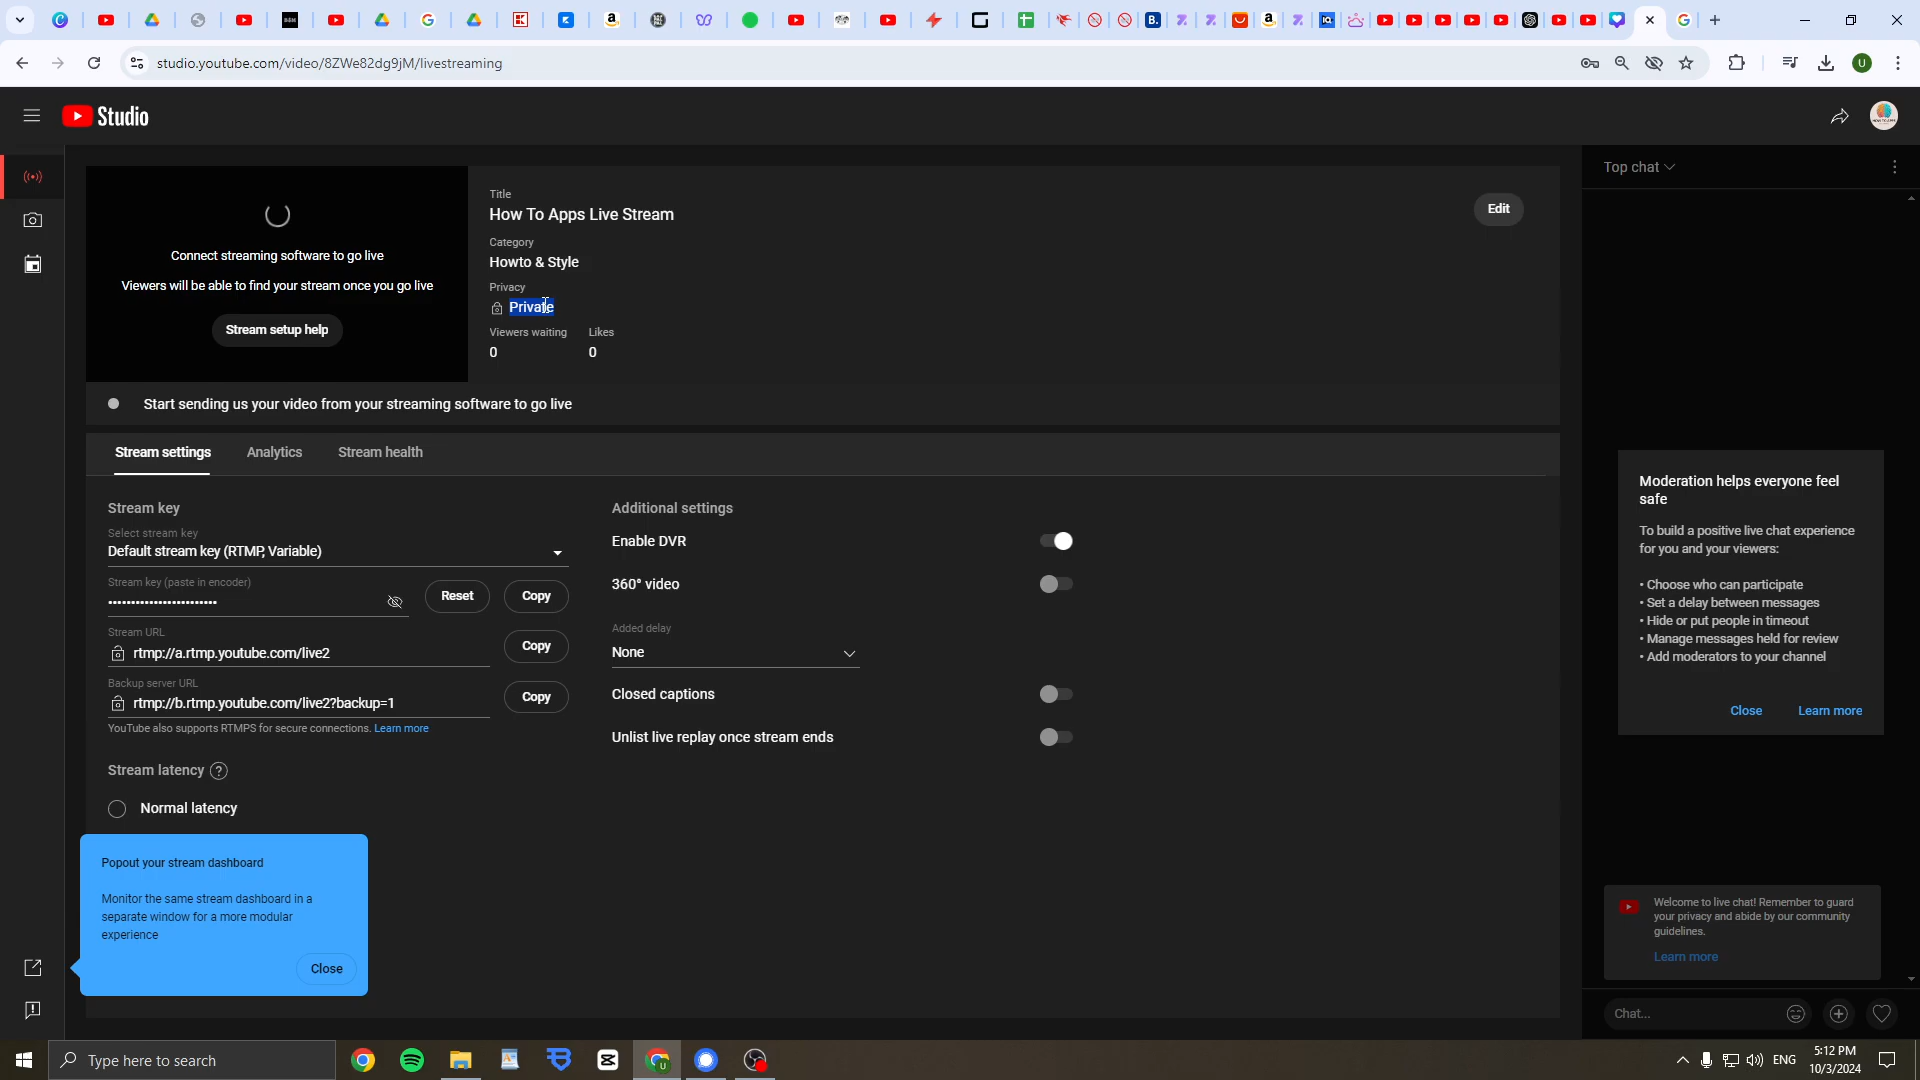 studio.youtube.com/video/8ZWe82dg9jM/livestreaming
U
Studio
Top chat
Connect streaming software to go live
Viewers will be able to find your stream once you go live
Stream setup help
Title
How To Apps Live Stream
Edit
Category
Howto & Style
Privacy
Private
Viewers waiting Likes
0 0
Start sending us your video from your streaming software to go live
Stream settings Analytics Stream health
Stream key
Select stream key
Default stream key (RTMP, Variable)
Stream key (paste in encoder)
•••••••••••••••••••••••• Reset Copy
Stream URL
rtmp://a.rtmp.youtube.com/live2 Copy
Backup server URL
rtmp://b.rtmp.youtube.com/live2?backup=1 Copy
YouTube also supports RTMPS for secure connections. Learn more
Stream latency ?
Normal latency
Additional settings
Enable DVR
360° video
Added delay
None
Closed captions
Unlist live replay once stream ends
Popout your stream dashboard
Monitor the same stream dashboard in a
separate window for a more modular
experience
Close
Moderation helps everyone feel
safe
To build a positive live chat experience
for you and your viewers:
• Choose who can participate
• Set a delay between messages
• Hide or put people in timeout
• Manage messages held for review
• Add moderators to your channel
Close Learn more
Welcome to live chat! Remember to guard
your privacy and abide by our community
guidelines.
Learn more
Chat...
Type here to search
ENG
5:12 PM
10/3/2024